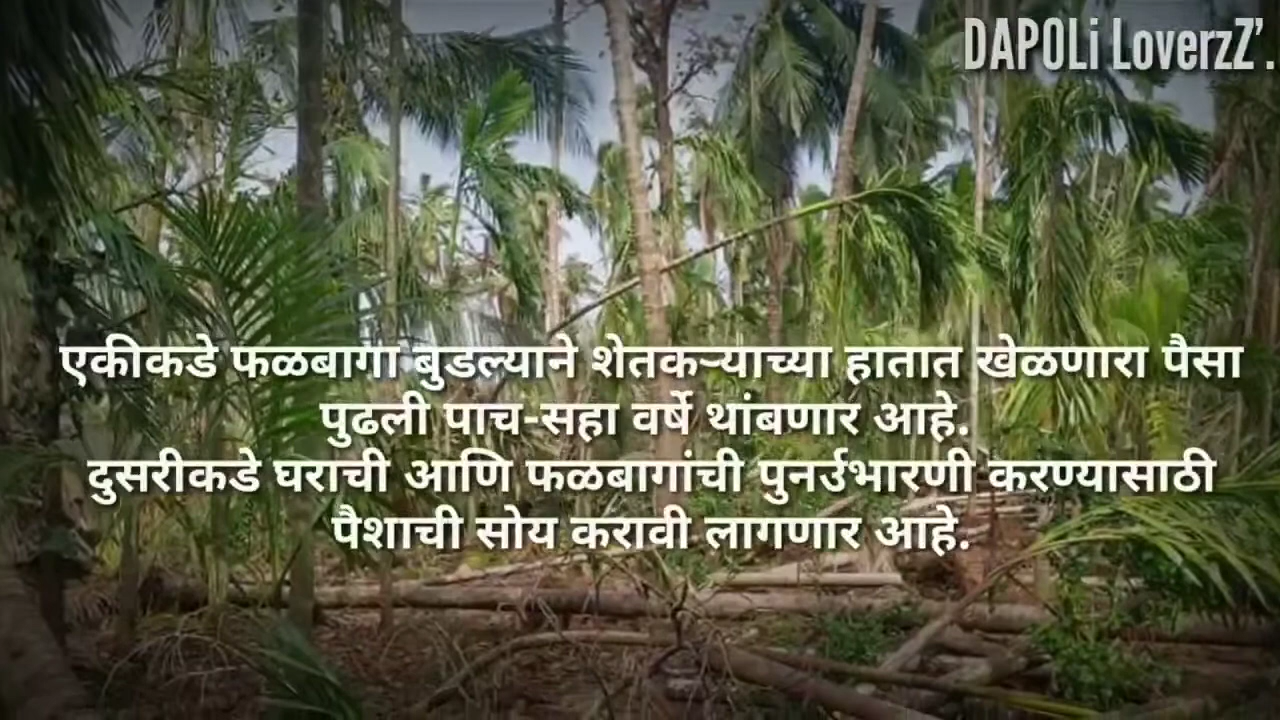 DAPOLi LoverzZ'.
एकीकडे फळबागा बुडल्याने शेतकऱ्याच्या हातात खेळणारा पैसा
पुढली पाच-सहा वर्षे थांबणार आहे.
दुसरीकडे घराची आणि फळबागांची पुनर्उभारणी करण्यासाठी
पैशाची सोय करावी लागणार आहे.